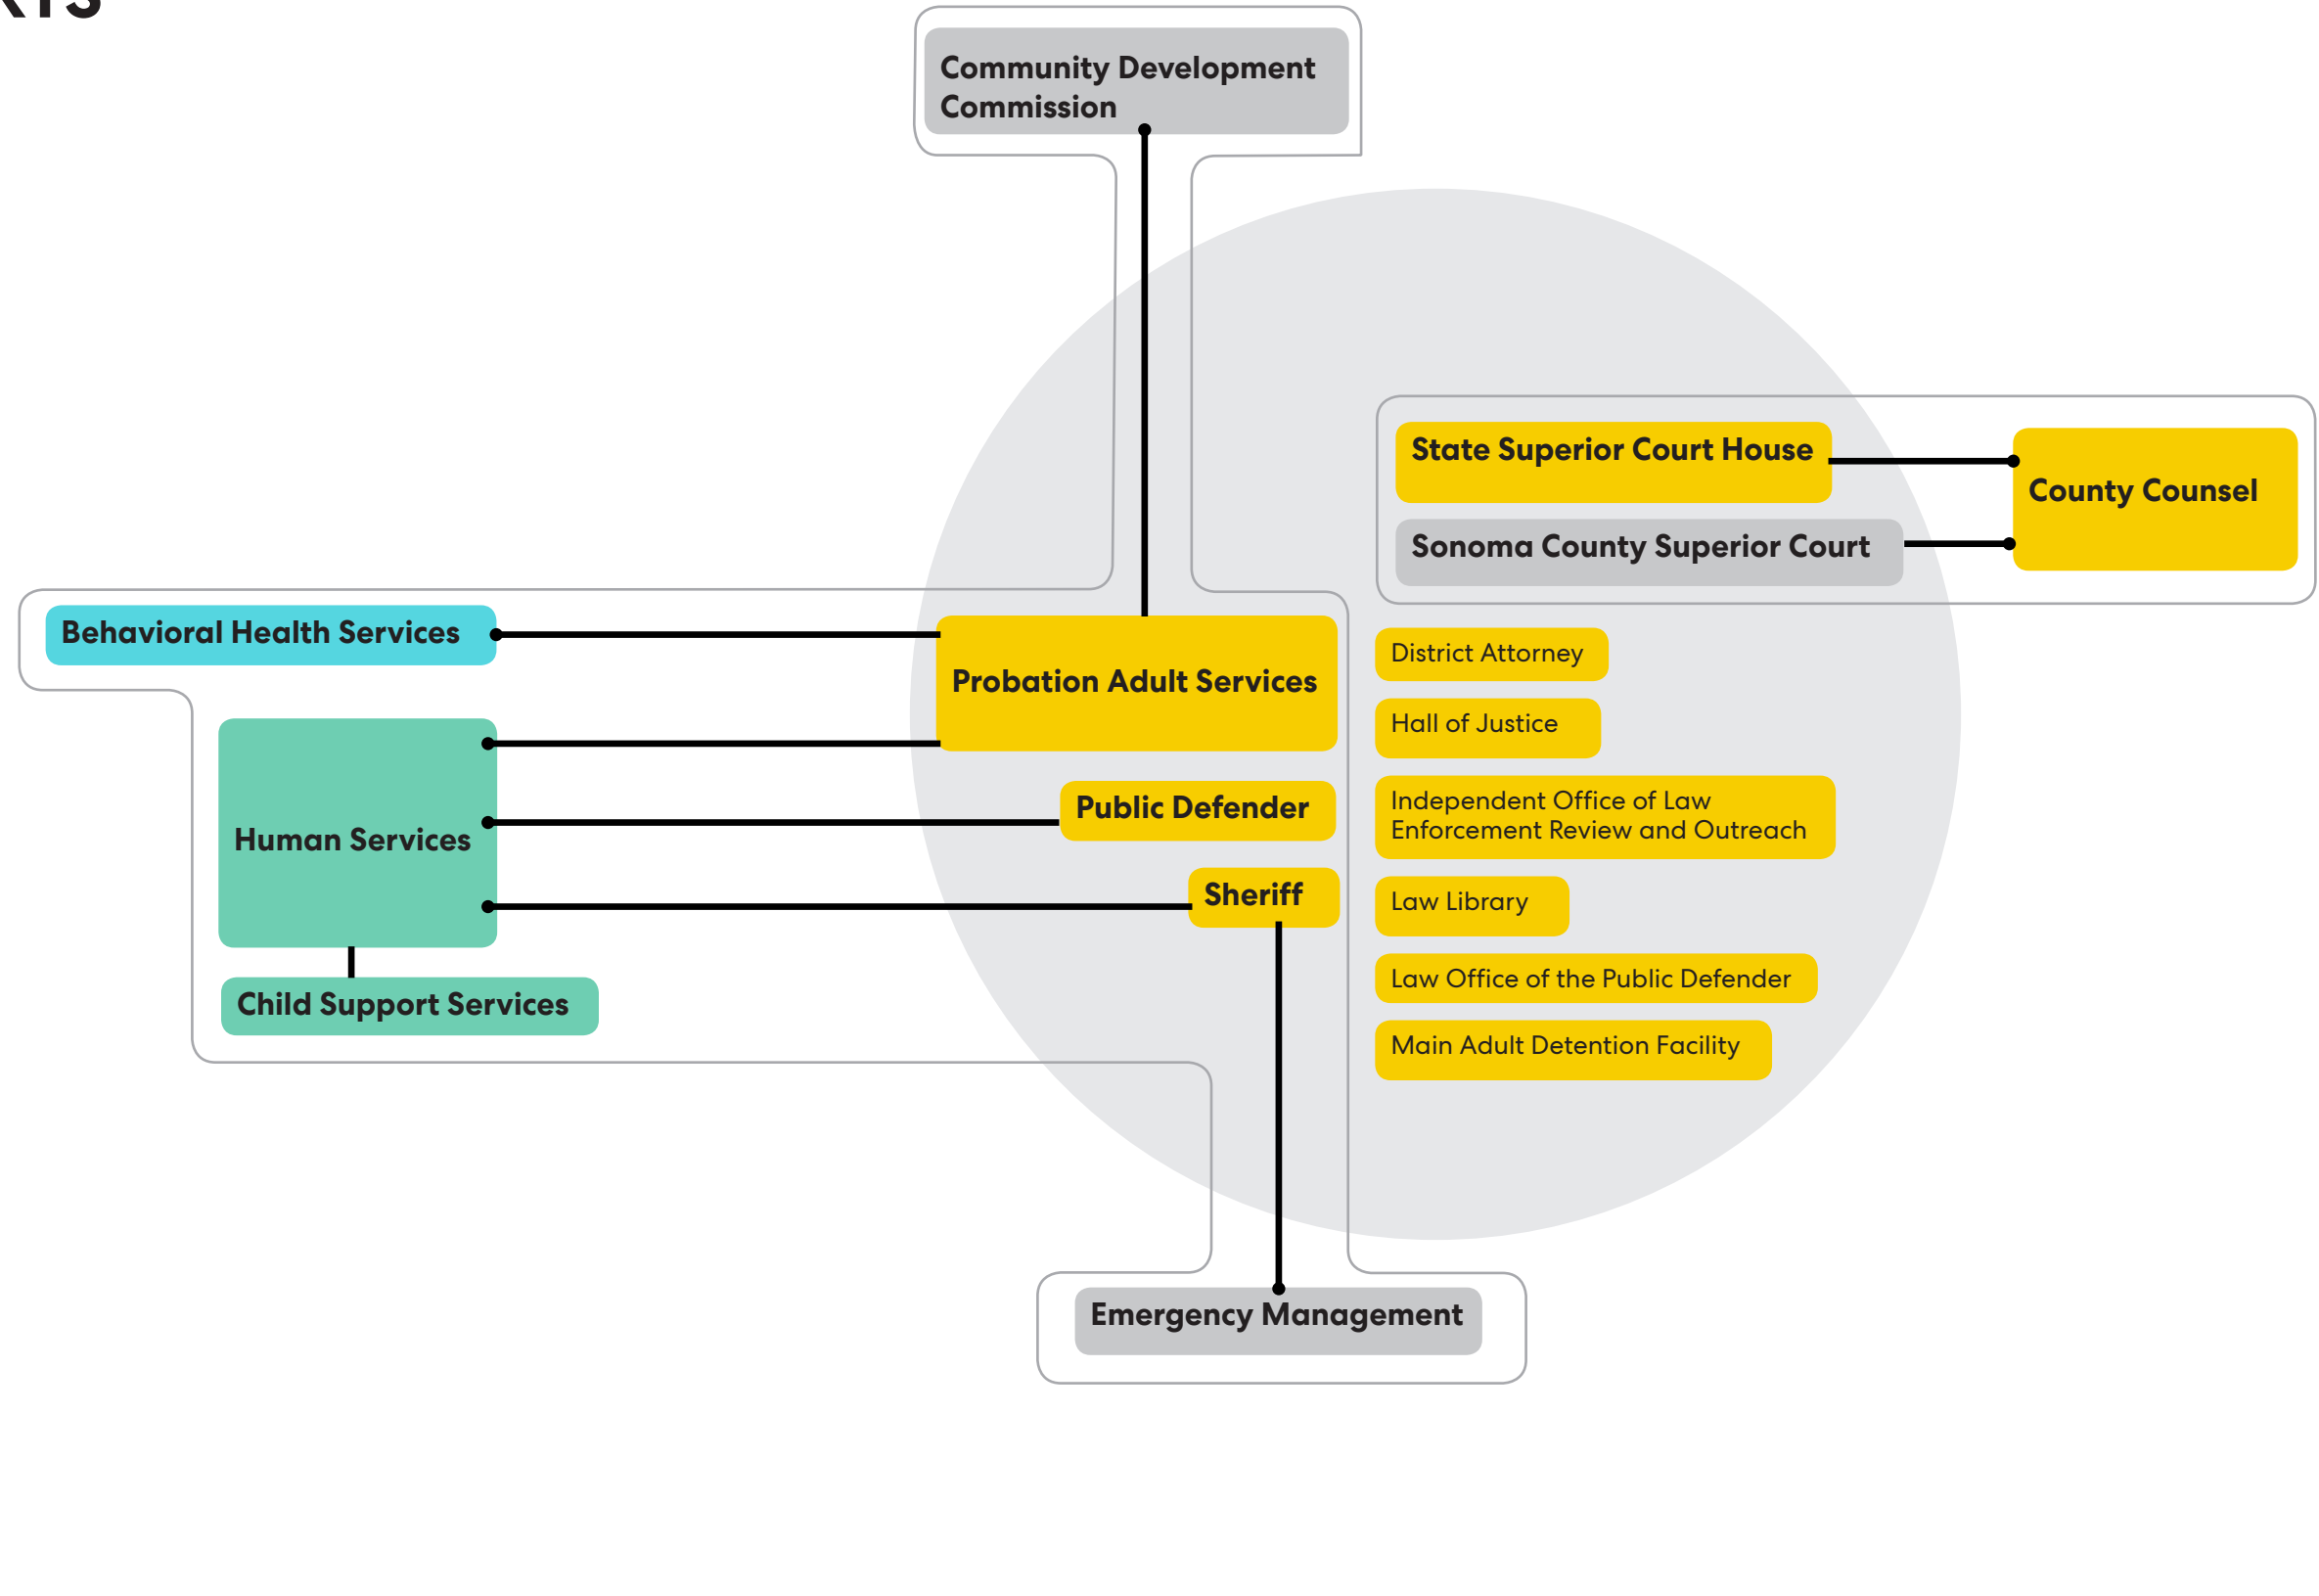 Community Development
Commission
State Superior Court House
County Counsel
Sonoma County Superior Court
Behavioral Health Services
Probation Adult Services
District Attorney
Hall of Justice
Public Defender
Independent Office of Law
Enforcement Review and Outreach
Human Services
Sheriff
Law Library
Law Office of the Public Defender
Child Support Services
Main Adult Detention Facility
Emergency Management